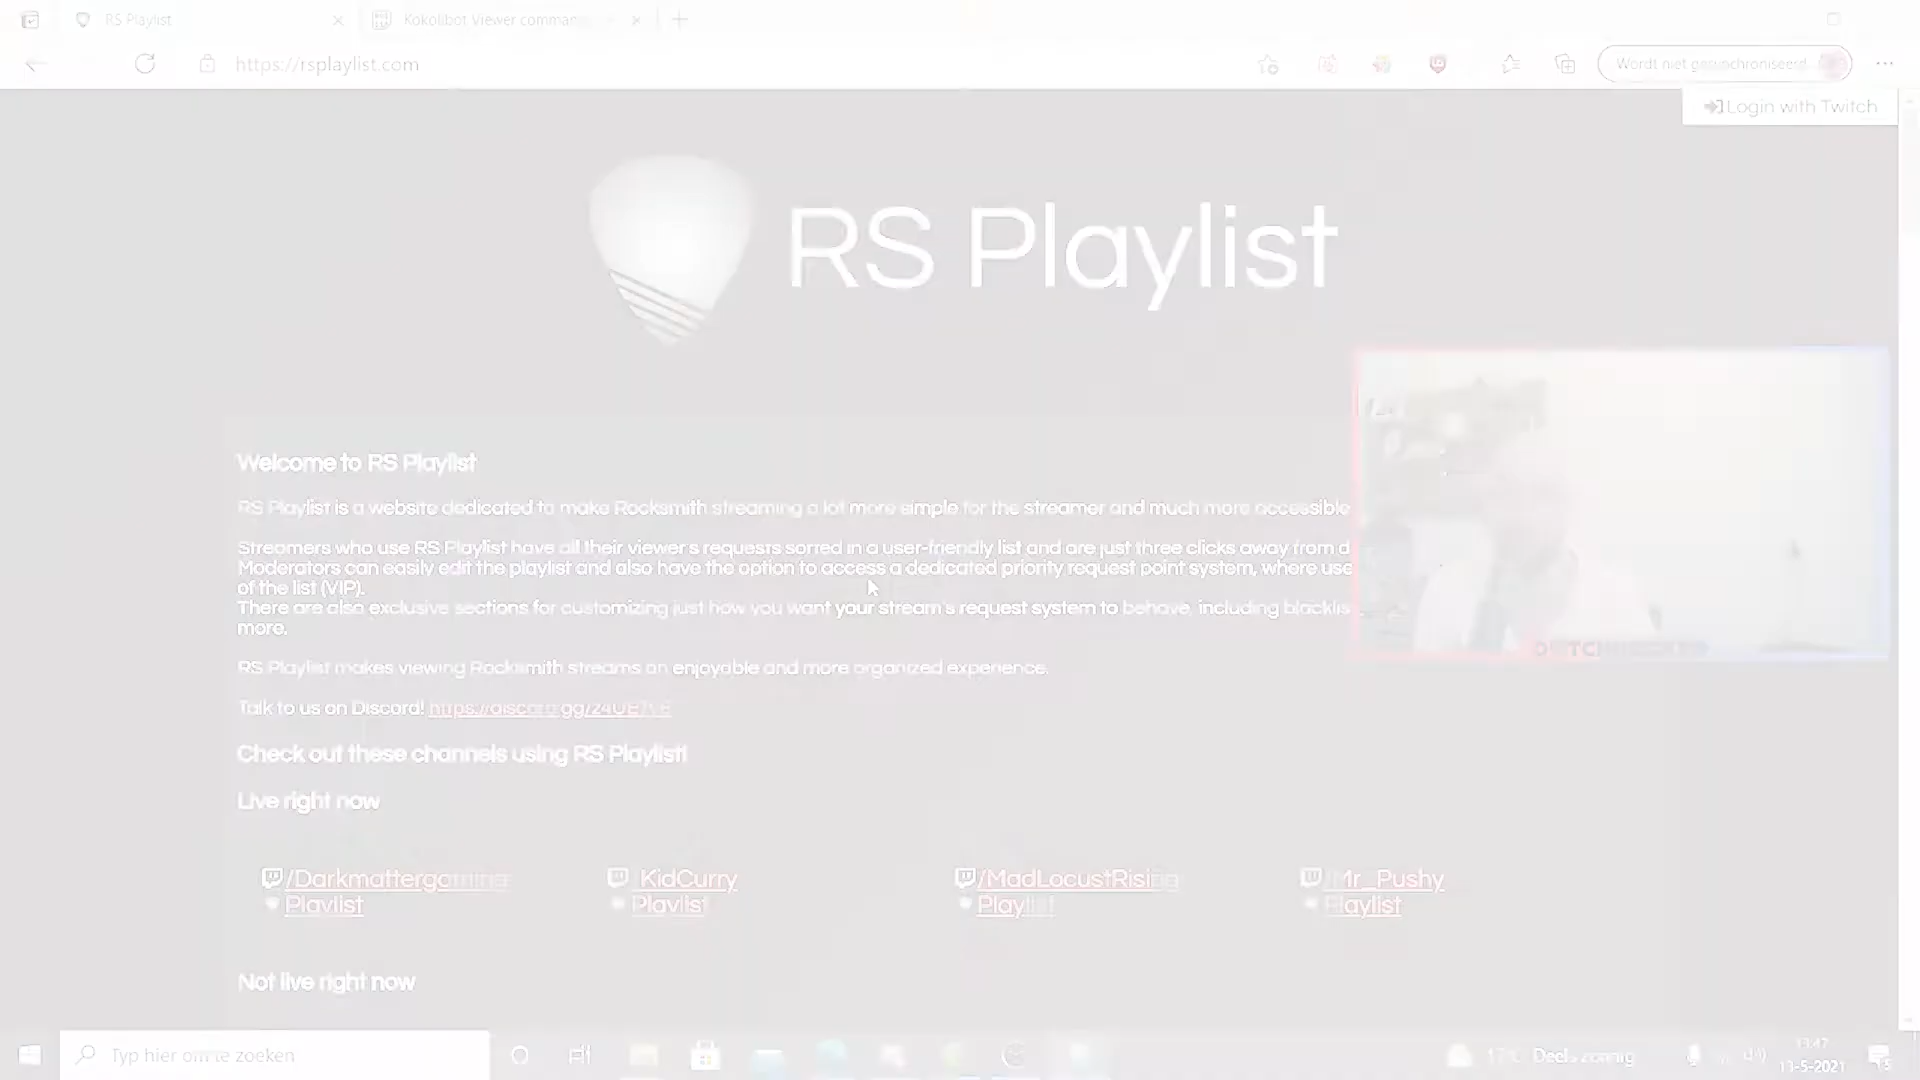 RS Playlist
Kokolibot Viewer comman
https://rsplaylist.com
Wordt niet gesynchroniseerd
Login with Twitch
RS Playlist
Welcome to RS Playlist
RS Playlist is a website dedicated to make Rocksmith streaming a lot more simple for the streamer and much more accessible
Streamers who use RS Playlist have all their viewer's requests sorted in a user-friendly list and are just three clicks away from d
Moderators can easily edit the playlist and also have the option to access a dedicated priority request point system, where use
of the list (VIP).
There are also exclusive sections for customizing just how you want your stream's request system to behave, including blacklis
more.
RS Playlist makes viewing Rocksmith streams an enjoyable and more organized experience.
Talk to us on Discord!
Check out these channels using RS Playlist!
Live right now
/Darkmattergaming
Playlist
/KidCurry
Playlist
/MadLocustRising
Playlist
/Mr_Pushy
Playlist
Not live right now
Typ hier om te zoeken
17°C Deels zonnig
13:47
13-5-2021